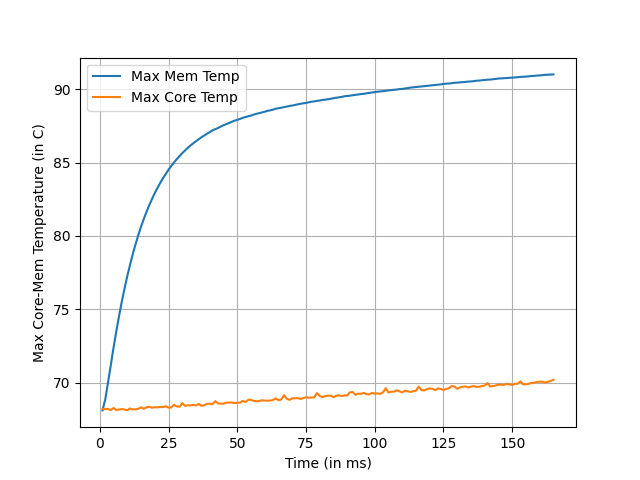 Max Mem Temp
Max Core Temp
Max Core-Mem Temperature (in C)
90
85
80
75
70
0 25 50 75 100 125 150
Time (in ms)